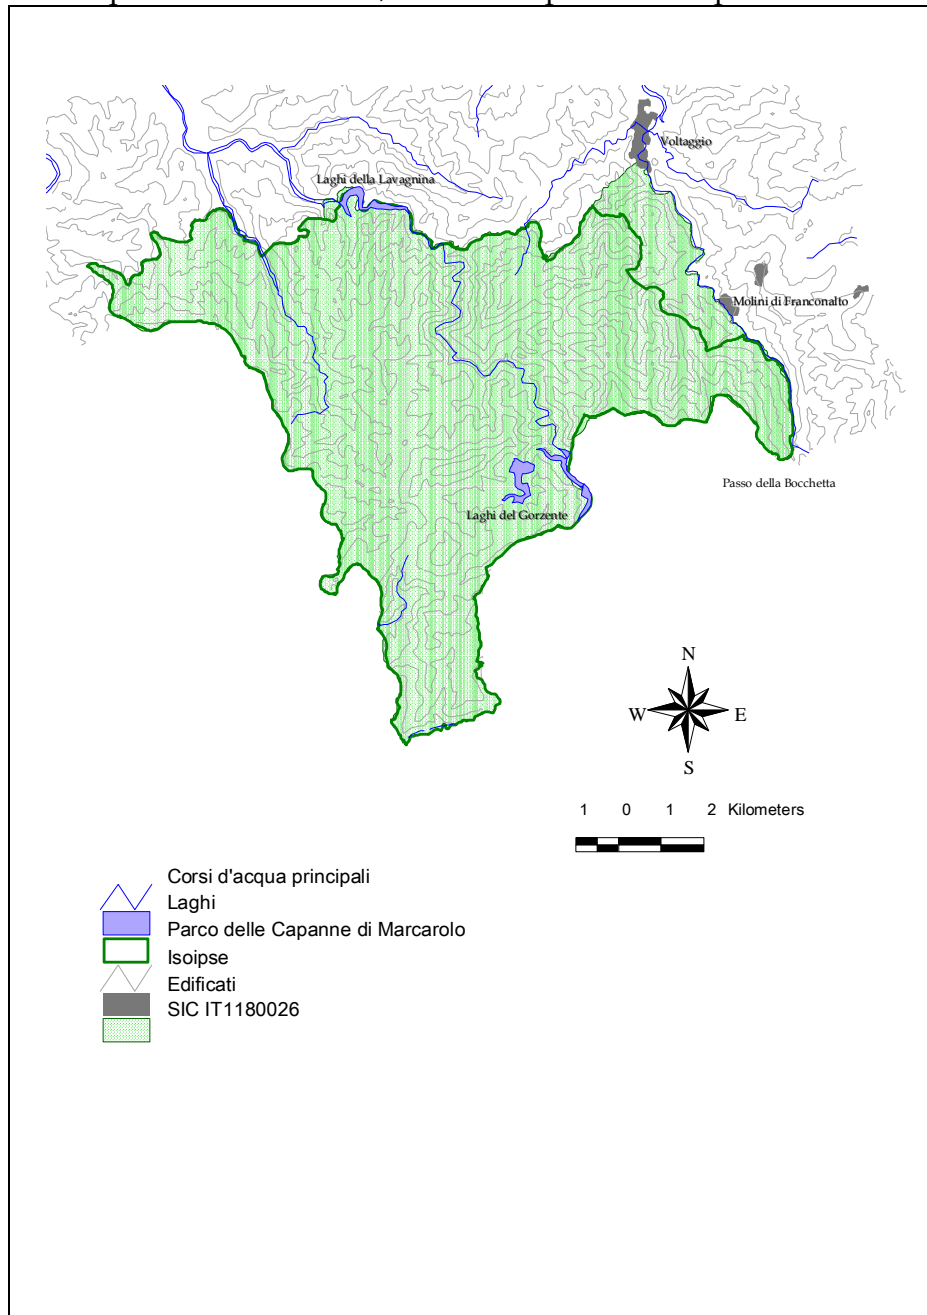 Voltaggio
Laghi della Lavagnina
Molini di Franconalto
Passo della Bocchetta
Laghi del Gorzente
N
W E
S
1 0 1 2 Kilometers
Corsi d'acqua principali
Laghi
Parco delle Capanne di Marcarolo
Isoipse
Edificati
SIC IT1180026